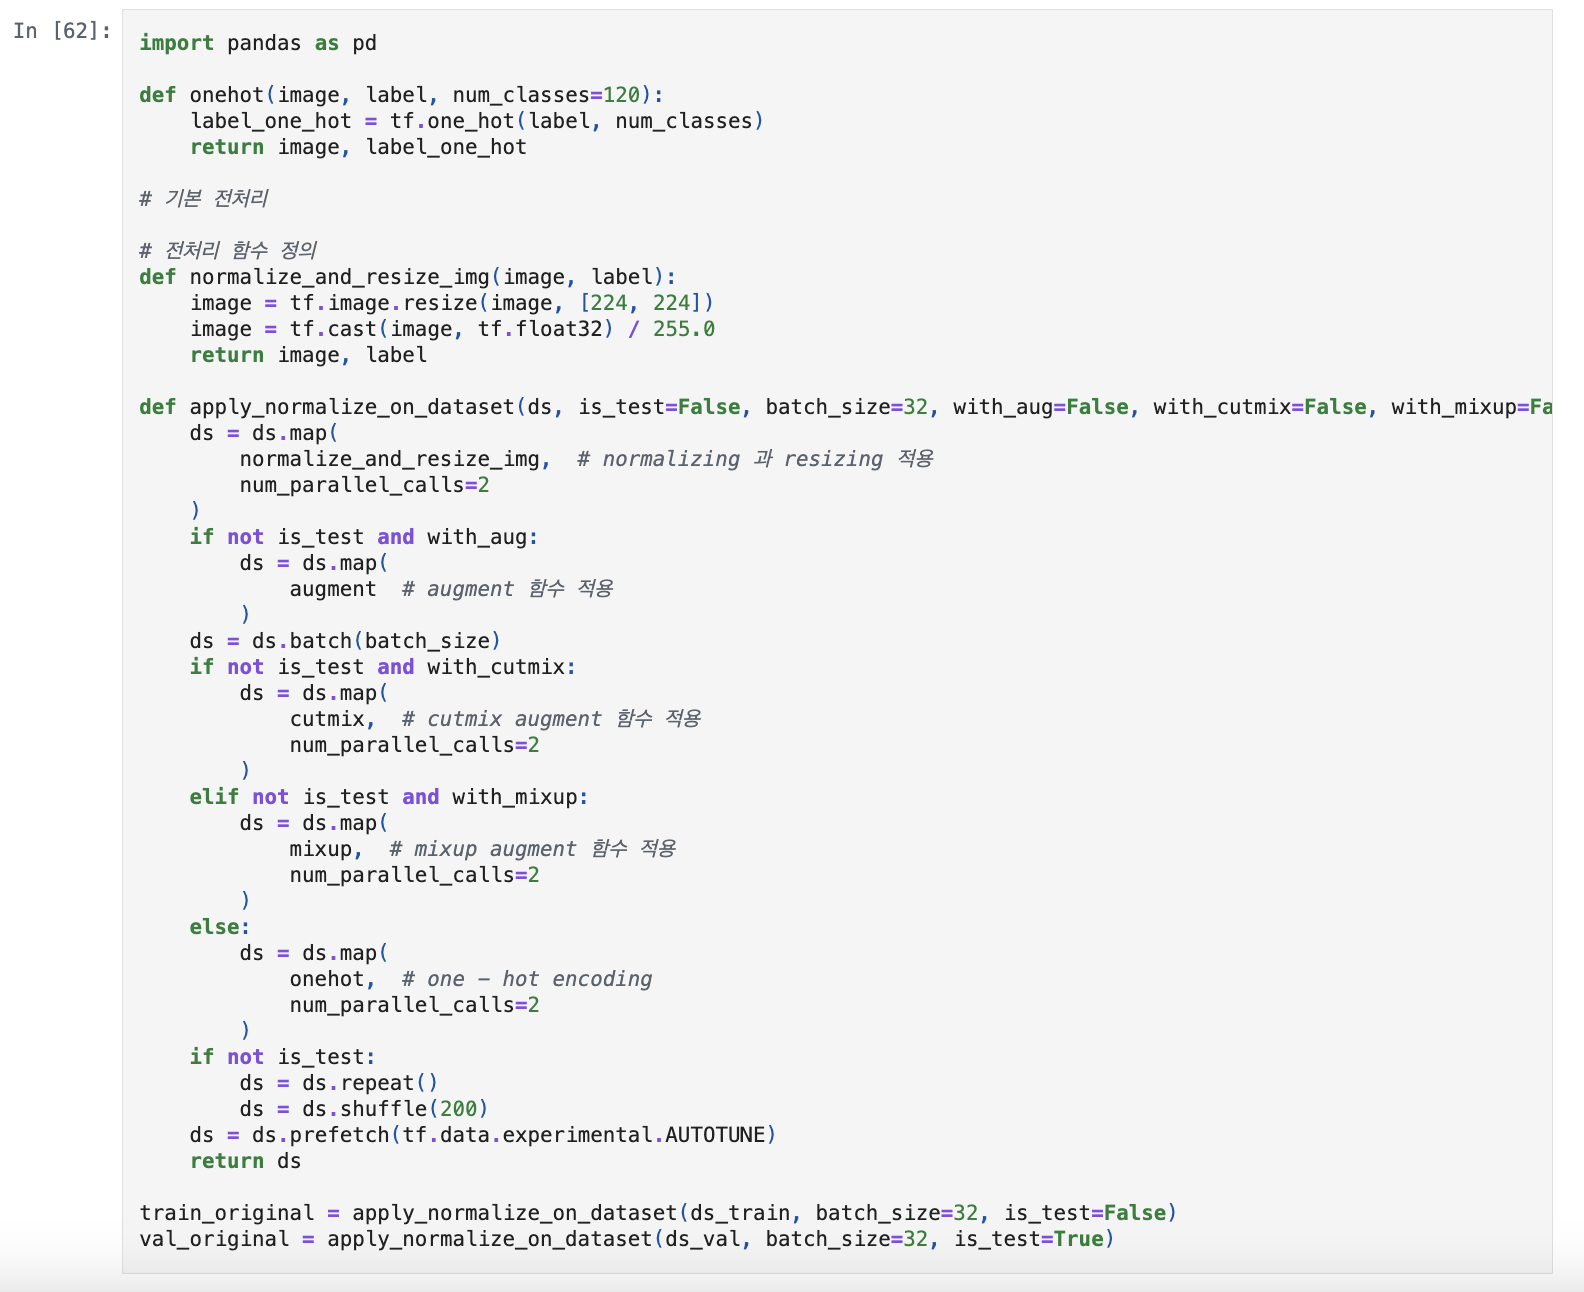 In [62]:
import pandas as pd
def onehot(image, label, num_classes=120):
    label_one_hot = tf.one_hot(label, num_classes)
    return image, label_one_hot
# 기본 전처리
# 전처리 함수 정의
def normalize_and_resize_img(image, label):
    image = tf.image.resize(image, [224, 224])
    image = tf.cast(image, tf.float32) / 255.0
    return image, label
def apply_normalize_on_dataset(ds, is_test=False, batch_size=32, with_aug=False, with_cutmix=False, with_mixup=Fa
    ds = ds.map(
        normalize_and_resize_img,  # normalizing 과 resizing 적용
        num_parallel_calls=2
    )
    if not is_test and with_aug:
        ds = ds.map(
            augment  # augment 함수 적용
        )
    ds = ds.batch(batch_size)
    if not is_test and with_cutmix:
        ds = ds.map(
            cutmix,  # cutmix augment 함수 적용
            num_parallel_calls=2
        )
    elif not is_test and with_mixup:
        ds = ds.map(
            mixup,  # mixup augment 함수 적용
            num_parallel_calls=2
        )
    else:
        ds = ds.map(
            onehot,  # one – hot encoding
            num_parallel_calls=2
        )
    if not is_test:
        ds = ds.repeat()
        ds = ds.shuffle(200)
    ds = ds.prefetch(tf.data.experimental.AUTOTUNE)
    return ds
train_original = apply_normalize_on_dataset(ds_train, batch_size=32, is_test=False)
val_original = apply_normalize_on_dataset(ds_val, batch_size=32, is_test=True)